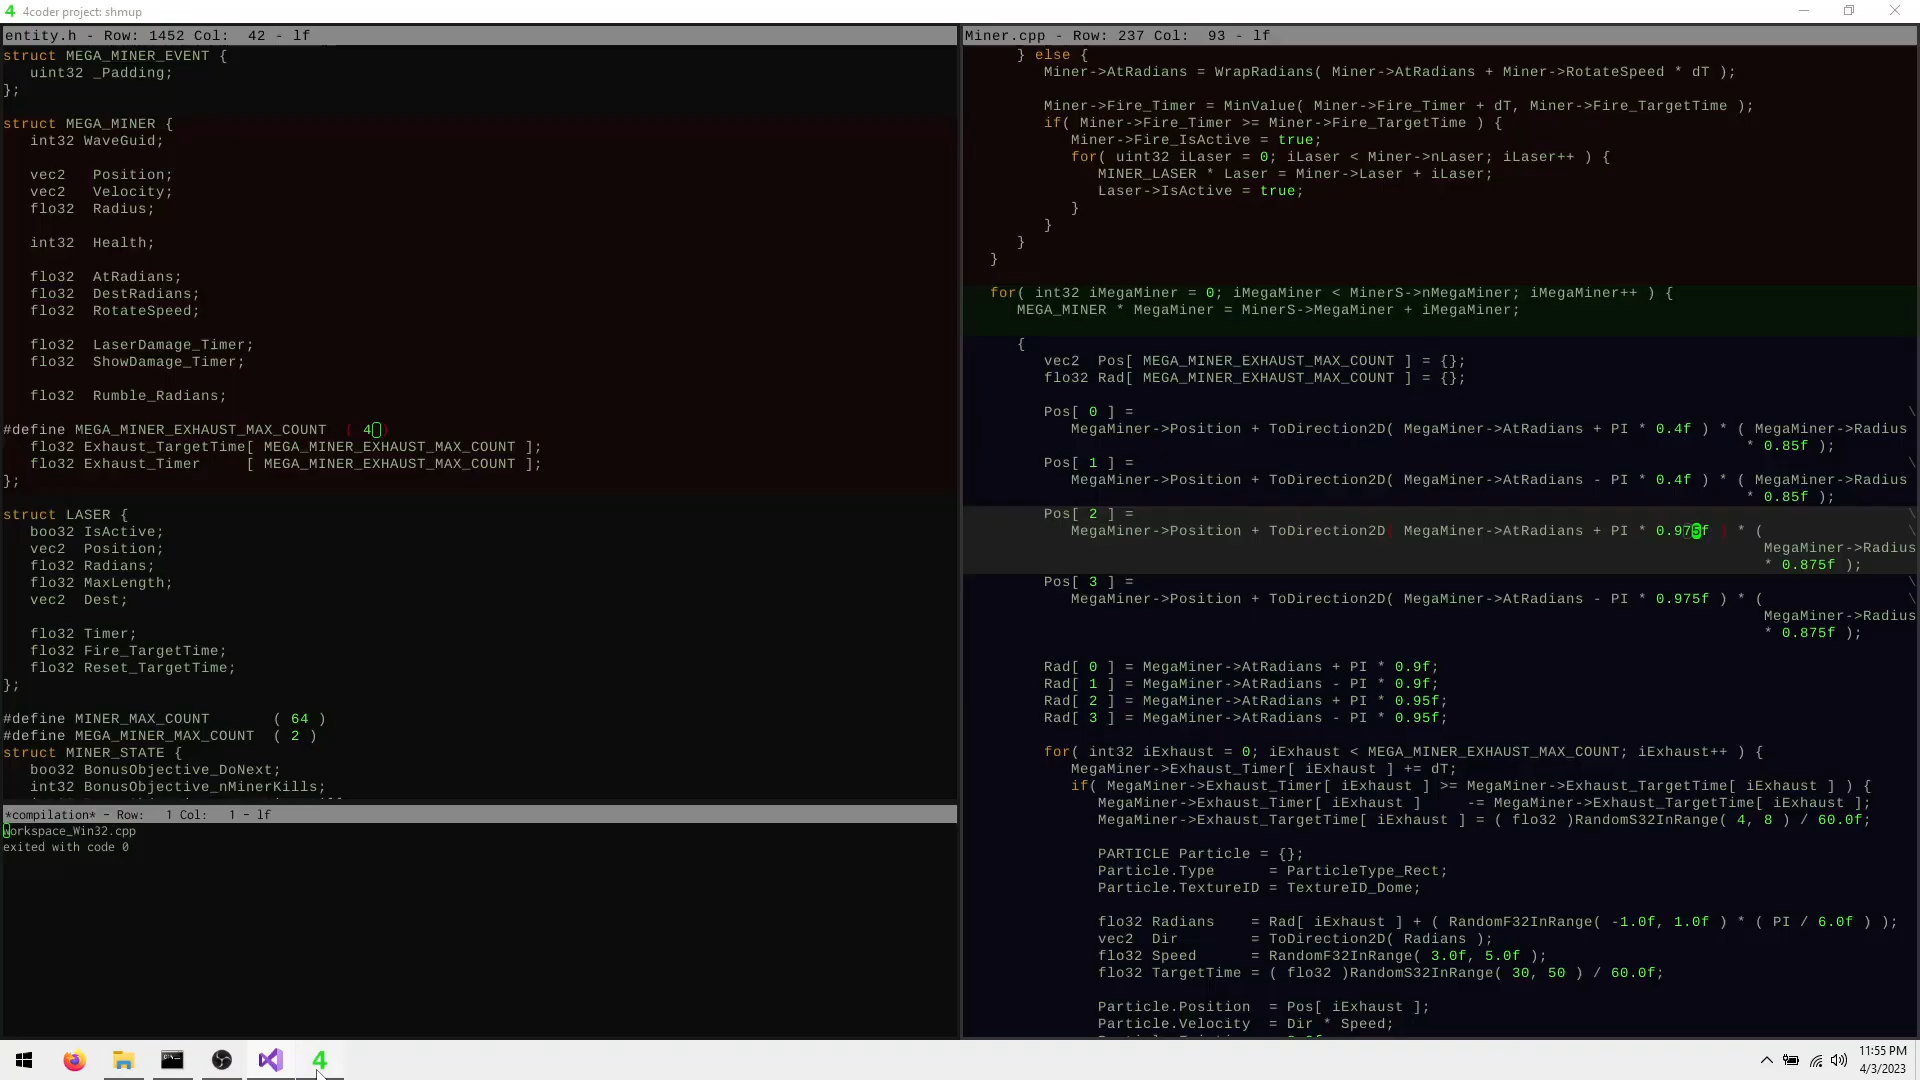 4 4coder project: shmup
entity.h - Row: 1452 Col:  42 - lf
struct MEGA_MINER_EVENT {
   uint32 _Padding;
};
struct MEGA_MINER {
   int32 WaveGuid;
   vec2   Position;
   vec2   Velocity;
   flo32  Radius;
   int32  Health;
   flo32  AtRadians;
   flo32  DestRadians;
   flo32  RotateSpeed;
   flo32  LaserDamage_Timer;
   flo32  ShowDamage_Timer;
   flo32  Rumble_Radians;
#define MEGA_MINER_EXHAUST_MAX_COUNT  ( 4 )
   flo32 Exhaust_TargetTime[ MEGA_MINER_EXHAUST_MAX_COUNT ];
   flo32 Exhaust_Timer     [ MEGA_MINER_EXHAUST_MAX_COUNT ];
};
struct LASER {
   boo32 IsActive;
   vec2  Position;
   flo32 Radians;
   flo32 MaxLength;
   vec2  Dest;
   flo32 Timer;
   flo32 Fire_TargetTime;
   flo32 Reset_TargetTime;
};
#define MINER_MAX_COUNT       ( 64 )
#define MEGA_MINER_MAX_COUNT  ( 2 )
struct MINER_STATE {
   boo32 BonusObjective_DoNext;
   int32 BonusObjective_nMinerKills;
*compilation* - Row:   1 Col:   1 - lf
workspace_Win32.cpp
exited with code 0
Miner.cpp - Row: 237 Col:  93 - lf
} else {
   Miner->AtRadians = WrapRadians( Miner->AtRadians + Miner->RotateSpeed * dT );
   Miner->Fire_Timer = MinValue( Miner->Fire_Timer + dT, Miner->Fire_TargetTime );
   if( Miner->Fire_Timer >= Miner->Fire_TargetTime ) {
      Miner->Fire_IsActive = true;
      for( uint32 iLaser = 0; iLaser < Miner->nLaser; iLaser++ ) {
         MINER_LASER * Laser = Miner->Laser + iLaser;
         Laser->IsActive = true;
      }
   }
}
}
for( int32 iMegaMiner = 0; iMegaMiner < MinerS->nMegaMiner; iMegaMiner++ ) {
   MEGA_MINER * MegaMiner = MinerS->MegaMiner + iMegaMiner;
   {
      vec2  Pos[ MEGA_MINER_EXHAUST_MAX_COUNT ] = {};
      flo32 Rad[ MEGA_MINER_EXHAUST_MAX_COUNT ] = {};
      Pos[ 0 ] = \
         MegaMiner->Position + ToDirection2D( MegaMiner->AtRadians + PI * 0.4f ) * ( MegaMiner->Radius
* 0.85f );
      Pos[ 1 ] = \
         MegaMiner->Position + ToDirection2D( MegaMiner->AtRadians - PI * 0.4f ) * ( MegaMiner->Radius
* 0.85f );
      Pos[ 2 ] = \
         MegaMiner->Position + ToDirection2D( MegaMiner->AtRadians + PI * 0.975f ) * ( \
MegaMiner->Radius
* 0.875f );
      Pos[ 3 ] = \
         MegaMiner->Position + ToDirection2D( MegaMiner->AtRadians - PI * 0.975f ) * (
MegaMiner->Radius
* 0.875f );
      Rad[ 0 ] = MegaMiner->AtRadians + PI * 0.9f;
      Rad[ 1 ] = MegaMiner->AtRadians - PI * 0.9f;
      Rad[ 2 ] = MegaMiner->AtRadians + PI * 0.95f;
      Rad[ 3 ] = MegaMiner->AtRadians - PI * 0.95f;
      for( int32 iExhaust = 0; iExhaust < MEGA_MINER_EXHAUST_MAX_COUNT; iExhaust++ ) {
         MegaMiner->Exhaust_Timer[ iExhaust ] += dT;
         if( MegaMiner->Exhaust_Timer[ iExhaust ] >= MegaMiner->Exhaust_TargetTime[ iExhaust ] ) {
            MegaMiner->Exhaust_Timer[ iExhaust ]     -= MegaMiner->Exhaust_TargetTime[ iExhaust ];
            MegaMiner->Exhaust_TargetTime[ iExhaust ] = ( flo32 )RandomS32InRange( 4, 8 ) / 60.0f;
            PARTICLE Particle = {};
            Particle.Type      = ParticleType_Rect;
            Particle.TextureID = TextureID_Dome;
            flo32 Radians    = Rad[ iExhaust ] + ( RandomF32InRange( -1.0f, 1.0f ) * ( PI / 6.0f ) );
            vec2  Dir        = ToDirection2D( Radians );
            flo32 Speed      = RandomF32InRange( 3.0f, 5.0f );
            flo32 TargetTime = ( flo32 )RandomS32InRange( 30, 50 ) / 60.0f;
            Particle.Position  = Pos[ iExhaust ];
            Particle.Velocity  = Dir * Speed;
4
11:55 PM
4/3/2023